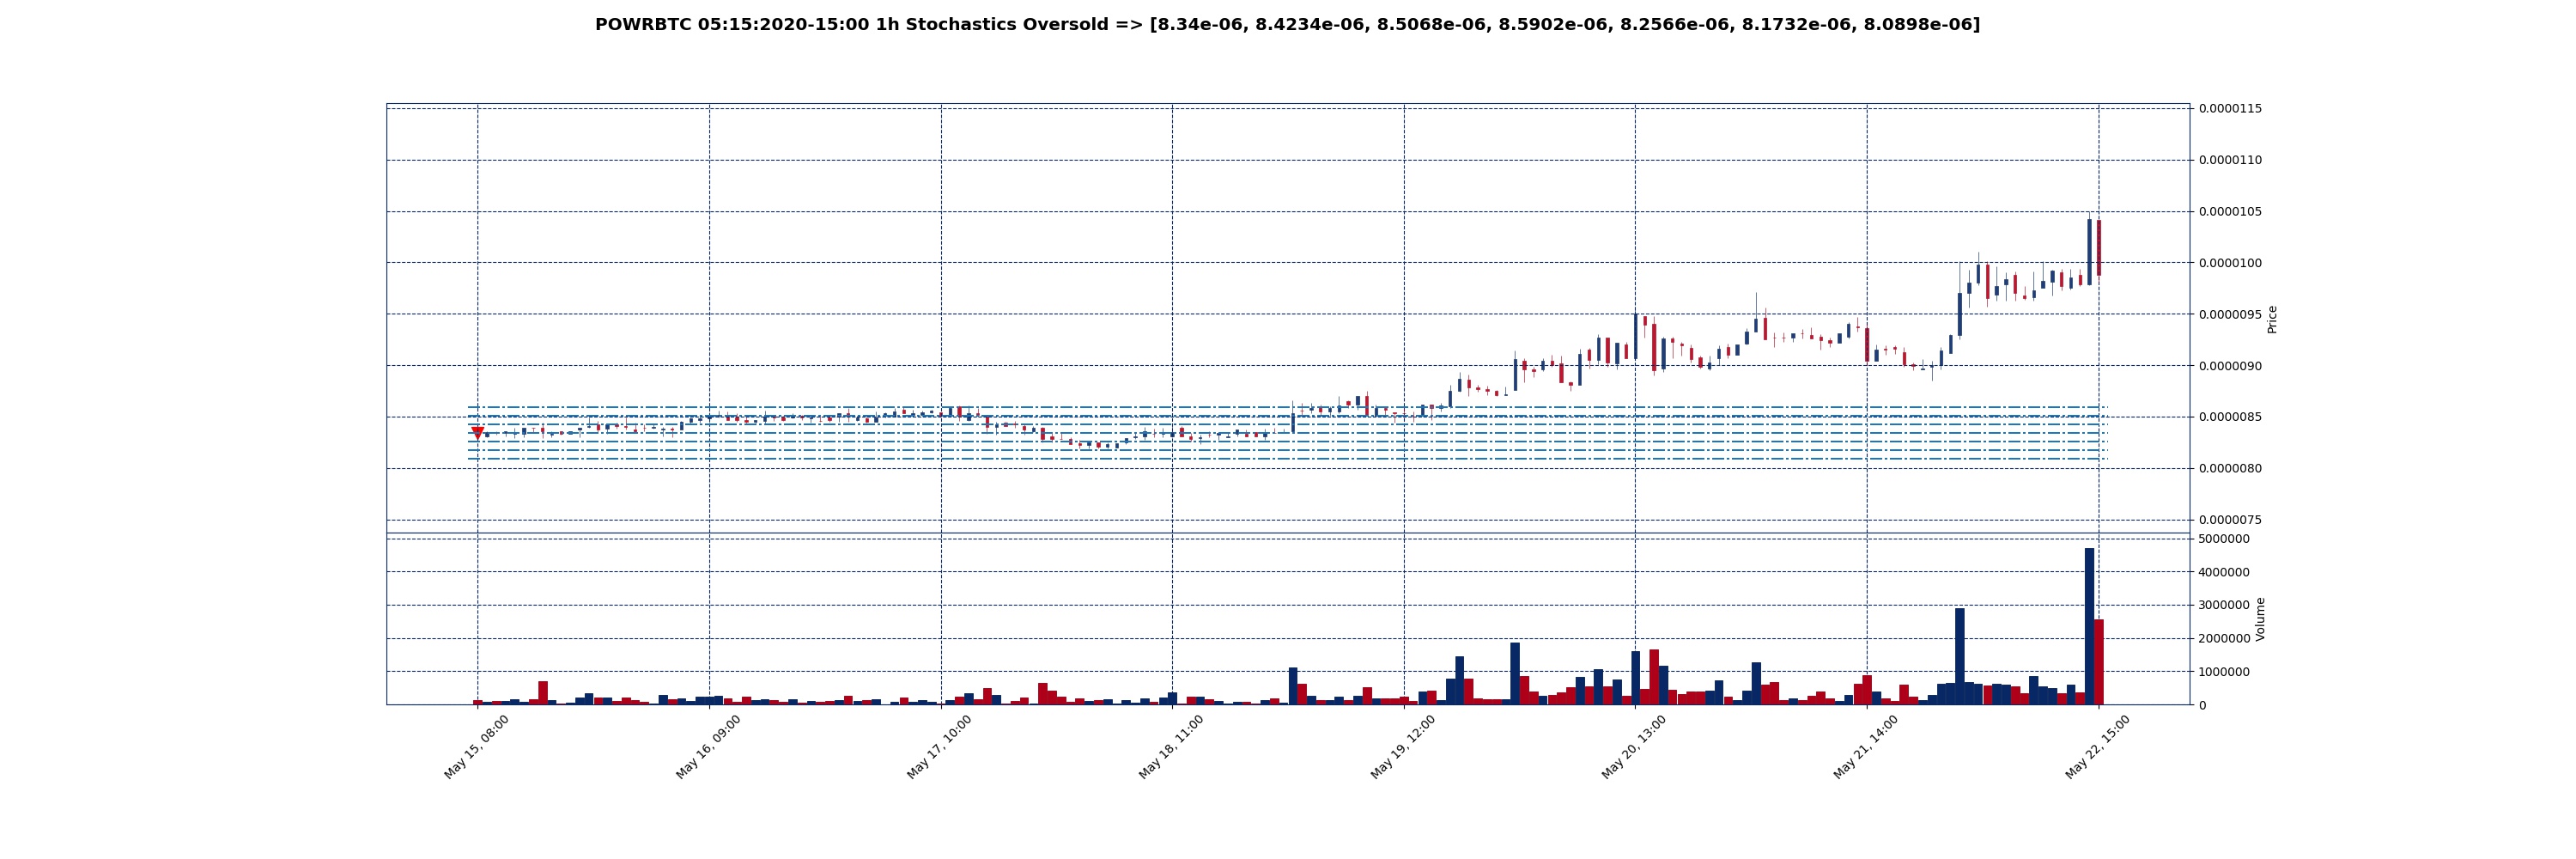 POWRBTC 05:15:2020-15:00 1h Stochastics Oversold => [8.34e-06, 8.4234e-06, 8.5068e-06, 8.5902e-06, 8.2566e-06, 8.1732e-06, 8.0898e-06]
0.0000115
0.0000110
0.0000105
0.0000100
0.0000095
0.0000090
0.0000085
0.0000080
0.0000075
Price
5000000
4000000
3000000
2000000
1000000
0
Volume
May 15, 08:00
May 16, 09:00
May 17, 10:00
May 18, 11:00
May 19, 12:00
May 20, 13:00
May 21, 14:00
May 22, 15:00